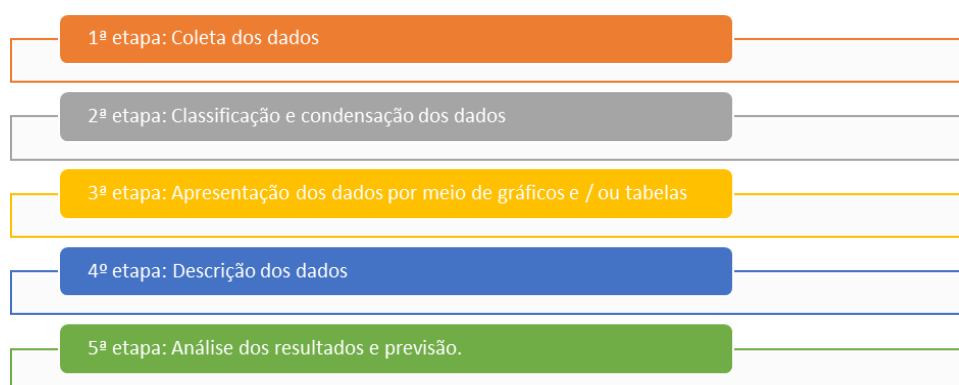 1ª etapa: Coleta dos dados
2ª etapa: Classificação e condensação dos dados
3ª etapa: Apresentação dos dados por meio de gráficos e / ou tabelas
4º etapa: Descrição dos dados
5ª etapa: Análise dos resultados e previsão.